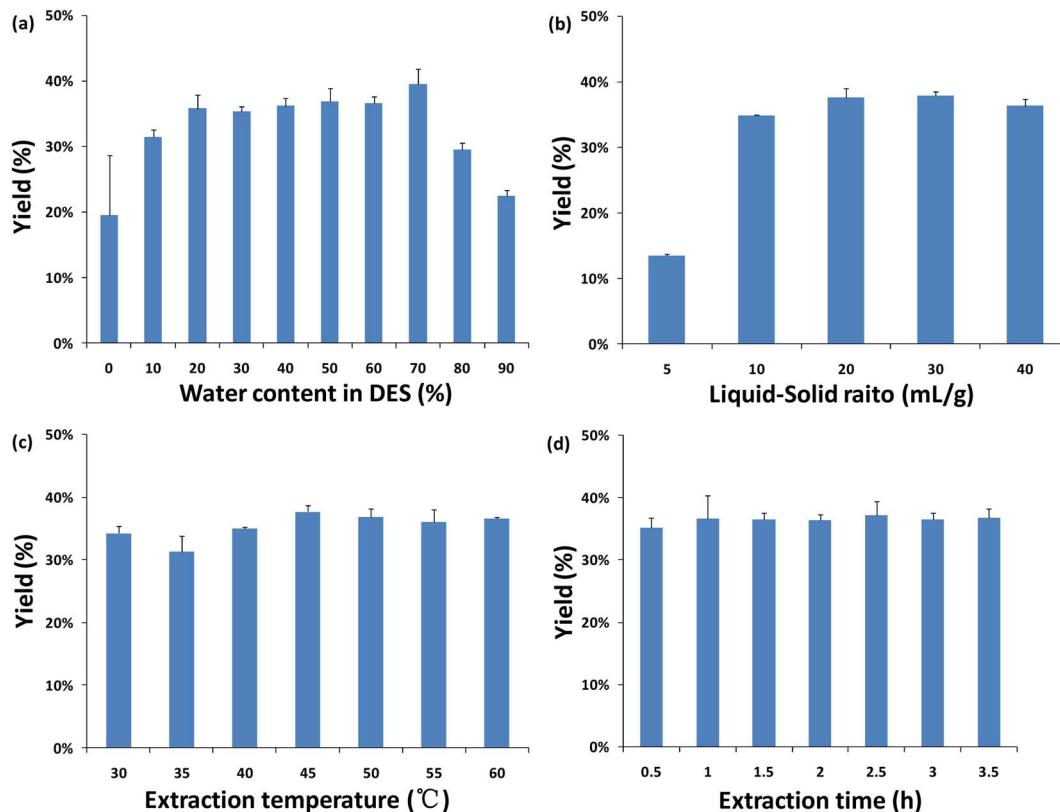 (a)
50%
40%
30%
20%
10%
0%
Yield (%)
0 10 20 30 40 50 60 70 80 90
Water content in DES (%)
(b)
50%
40%
30%
20%
10%
0%
Yield (%)
5 10 20 30 40
Liquid-Solid raito (mL/g)
(c)
50%
40%
30%
20%
10%
0%
Yield (%)
30 35 40 45 50 55 60
Extraction temperature (℃)
(d)
50%
40%
30%
20%
10%
0%
Yield (%)
0.5 1 1.5 2 2.5 3 3.5
Extraction time (h)